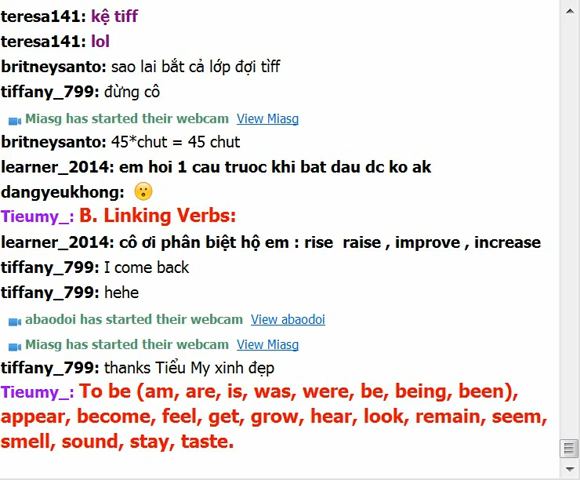 teresa141: kệ tiff
teresa141: lol
britneysanto: sao lai bắt cả lớp đợi tìff
tiffany_799: đừng cô
Miasg has started their webcam View Miasg
britneysanto: 45*chut = 45 chut
learner_2014: em hoi 1 cau truoc khi bat dau dc ko ak
dangyeukhong:
Tieumy_: B. Linking Verbs:
learner_2014: cô ơi phân biệt hộ em : rise raise , improve , increase
tiffany_799: I come back
tiffany_799: hehe
abaodoi has started their webcam View abaodoi
Miasg has started their webcam View Miasg
tiffany_799: thanks Tiểu My xinh đẹp
Tieumy_: To be (am, are, is, was, were, be, being, been),
appear, become, feel, get, grow, hear, look, remain, seem,
smell, sound, stay, taste.